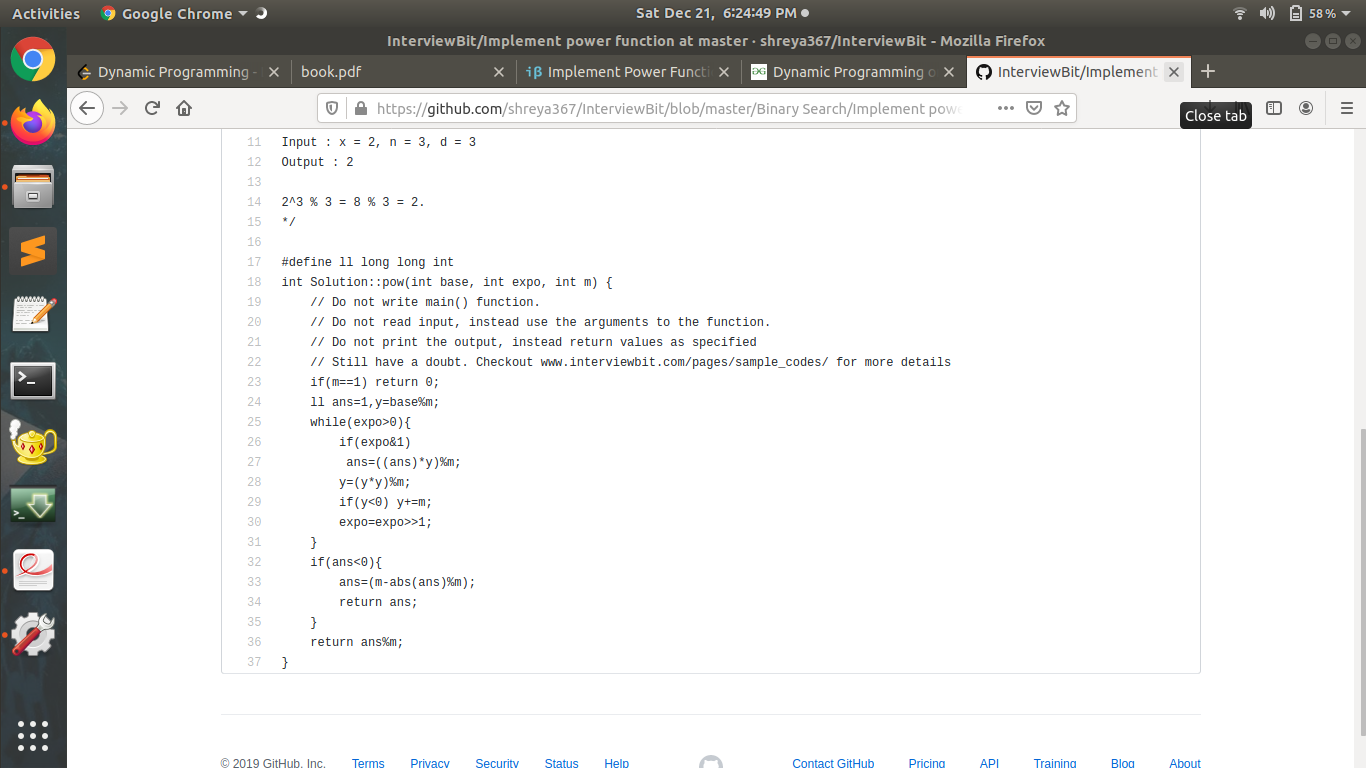 Activities Google Chrome Sat Dec 21, 6:24:49 PM 58%
InterviewBit/Implement power function at master · shreya367/InterviewBit - Mozilla Firefox
Dynamic Programming - book.pdf Implement Power Functi Dynamic Programming o InterviewBit/Implement
https://github.com/shreya367/InterviewBit/blob/master/Binary Search/Implement powe
Close tab
11 Input : x = 2, n = 3, d = 3
12 Output : 2
13
14 2^3 % 3 = 8 % 3 = 2.
15 */
16
17 #define ll long long int
18 int Solution::pow(int base, int expo, int m) {
19 // Do not write main() function.
20 // Do not read input, instead use the arguments to the function.
21 // Do not print the output, instead return values as specified
22 // Still have a doubt. Checkout www.interviewbit.com/pages/sample_codes/ for more details
23 if(m==1) return 0;
24 ll ans=1,y=base%m;
25 while(expo>0){
26 if(expo&1)
27 ans=((ans)*y)%m;
28 y=(y*y)%m;
29 if(y<0) y+=m;
30 expo=expo>>1;
31 }
32 if(ans<0){
33 ans=(m-abs(ans)%m);
34 return ans;
35 }
36 return ans%m;
37 }
© 2019 GitHub, Inc. Terms Privacy Security Status Help Contact GitHub Pricing API Training Blog About